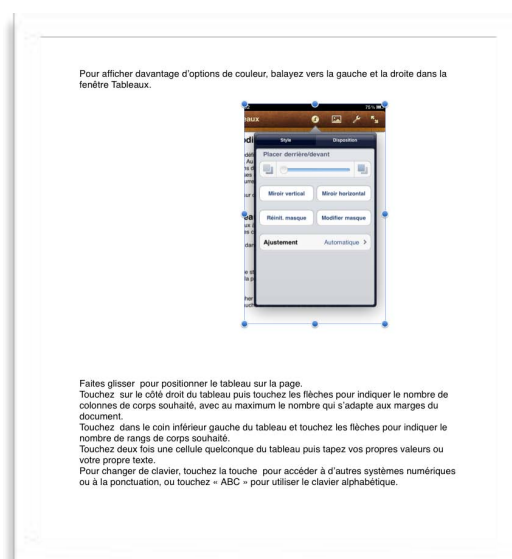 Pour afficher davantage d'options de couleur, balayez vers la gauche et la droite dans la
fenêtre Tableaux.
75 %
eaux
Style
Disposition
Placer derrière/devant
Miroir vertical
Miroir horizontal
Réinit. masque
Modifier masque
Ajustement
Automatique >
Faites glisser  pour positionner le tableau sur la page.
Touchez  sur le côté droit du tableau puis touchez les flèches pour indiquer le nombre de
colonnes de corps souhaité, avec au maximum le nombre qui s'adapte aux marges du
document.
Touchez  dans le coin inférieur gauche du tableau et touchez les flèches pour indiquer le
nombre de rangs de corps souhaité.
Touchez deux fois une cellule quelconque du tableau puis tapez vos propres valeurs ou
votre propre texte.
Pour changer de clavier, touchez la touche  pour accéder à d'autres systèmes numériques
ou à la ponctuation, ou touchez « ABC » pour utiliser le clavier alphabétique.